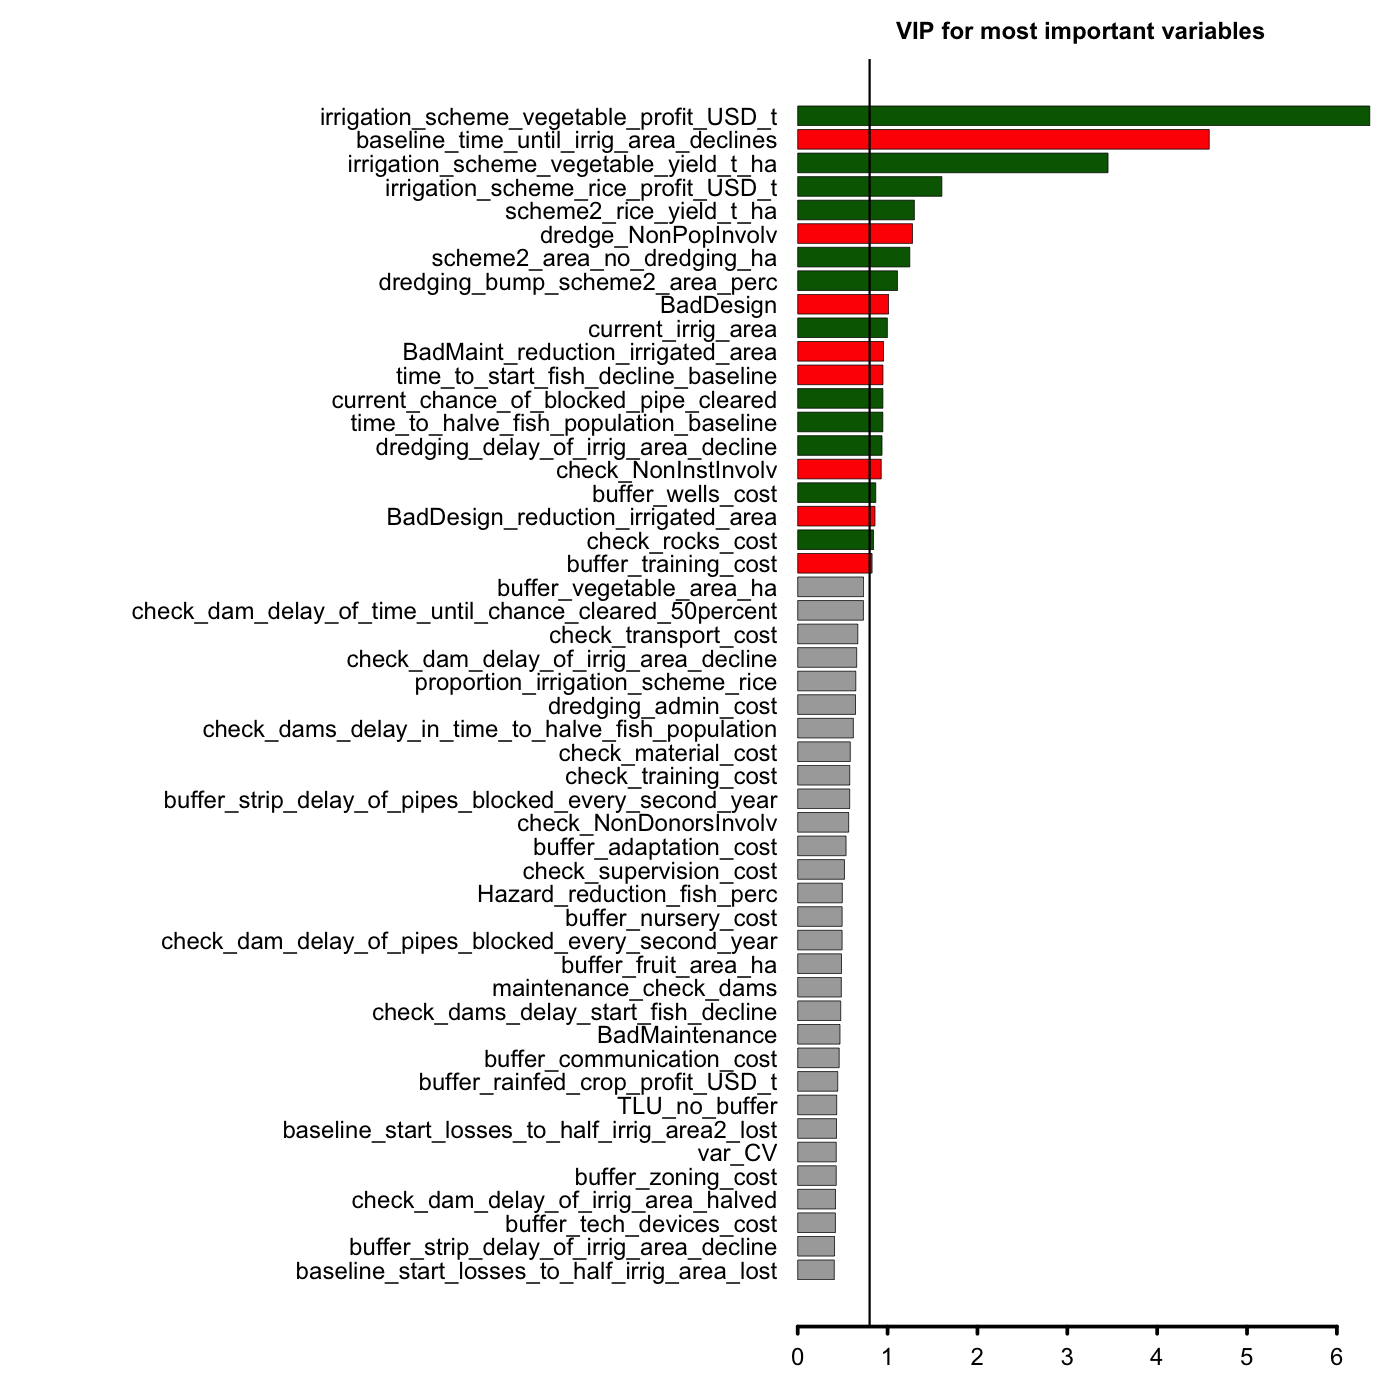 VIP for most important variables
irrigation_scheme_vegetable_profit_USD_t
baseline_time_until_irrig_area_declines
irrigation_scheme_vegetable_yield_t_ha
irrigation_scheme_rice_profit_USD_t
scheme2_rice_yield_t_ha
dredge_NonPopInvolv
scheme2_area_no_dredging_ha
dredging_bump_scheme2_area_perc
BadDesign
current_irrig_area
BadMaint_reduction_irrigated_area
time_to_start_fish_decline_baseline
current_chance_of_blocked_pipe_cleared
time_to_halve_fish_population_baseline
dredging_delay_of_irrig_area_decline
check_NonInstInvolv
buffer_wells_cost
BadDesign_reduction_irrigated_area
check_rocks_cost
buffer_training_cost
buffer_vegetable_area_ha
check_dam_delay_of_time_until_chance_cleared_50percent
check_transport_cost
check_dam_delay_of_irrig_area_decline
proportion_irrigation_scheme_rice
dredging_admin_cost
check_dams_delay_in_time_to_halve_fish_population
check_material_cost
check_training_cost
buffer_strip_delay_of_pipes_blocked_every_second_year
check_NonDonorsInvolv
buffer_adaptation_cost
check_supervision_cost
Hazard_reduction_fish_perc
buffer_nursery_cost
check_dam_delay_of_pipes_blocked_every_second_year
buffer_fruit_area_ha
maintenance_check_dams
check_dams_delay_start_fish_decline
BadMaintenance
buffer_communication_cost
buffer_rainfed_crop_profit_USD_t
TLU_no_buffer
baseline_start_losses_to_half_irrig_area2_lost
var_CV
buffer_zoning_cost
check_dam_delay_of_irrig_area_halved
buffer_tech_devices_cost
buffer_strip_delay_of_irrig_area_decline
baseline_start_losses_to_half_irrig_area_lost
0 1 2 3 4 5 6